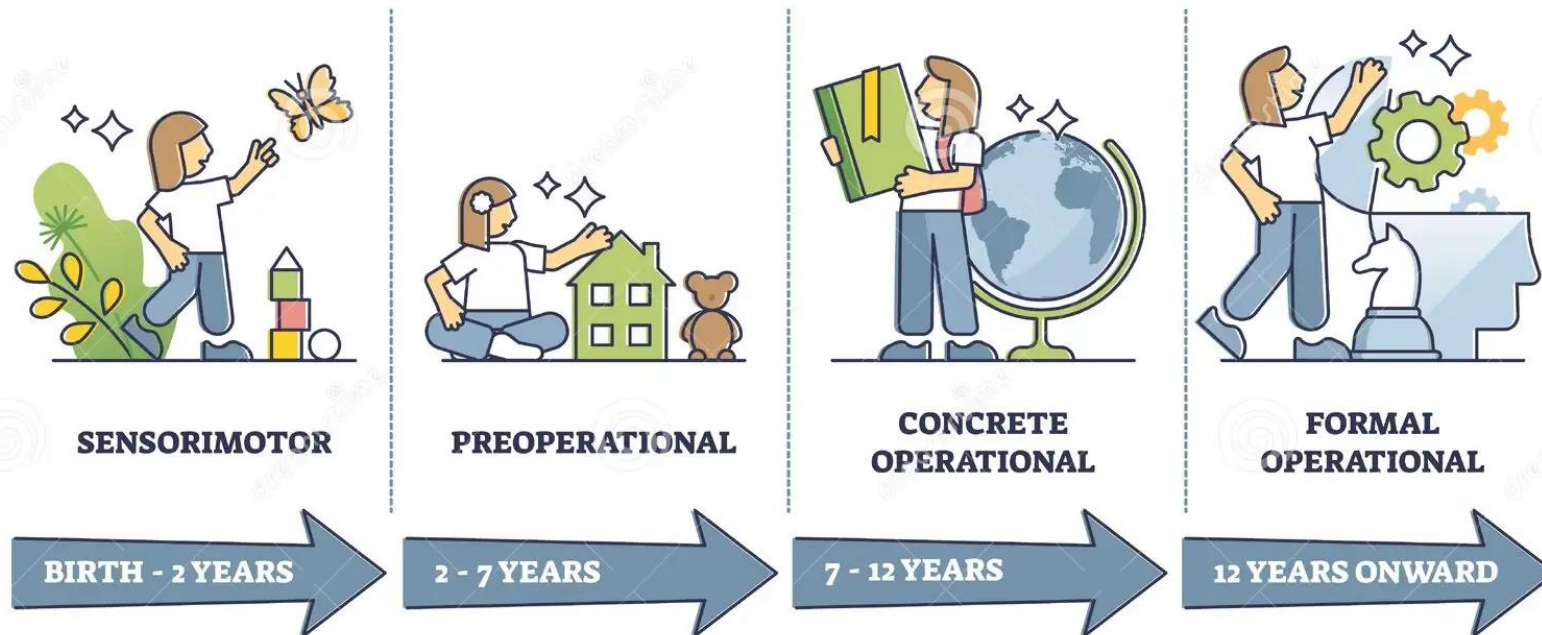 SENSORIMOTOR
PREOPERATIONAL
CONCRETE
OPERATIONAL
FORMAL
OPERATIONAL
BIRTH - 2 YEARS
2 - 7 YEARS
7 - 12 YEARS
12 YEARS ONWARD